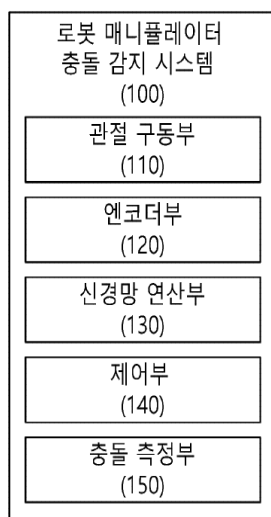 로봇 매니퓰레이터
충돌 감지 시스템
(100)
관절 구동부
(110)
엔코더부
(120)
신경망 연산부
(130)
제어부
(140)
충돌 측정부
(150)